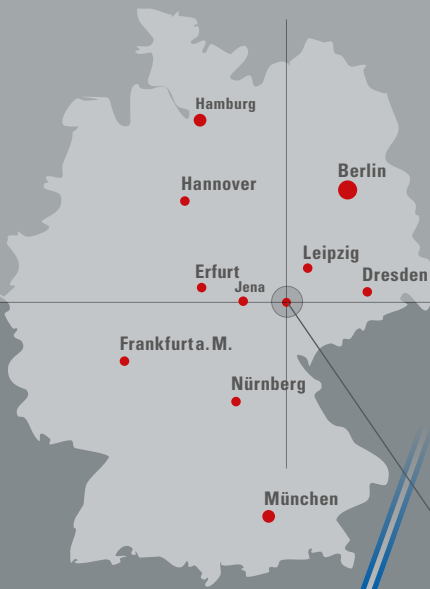 Hamburg
Berlin
Hannover
Leipzig
Erfurt
Dresden
Jena
Frankfurt a. M.
Nürnberg
München